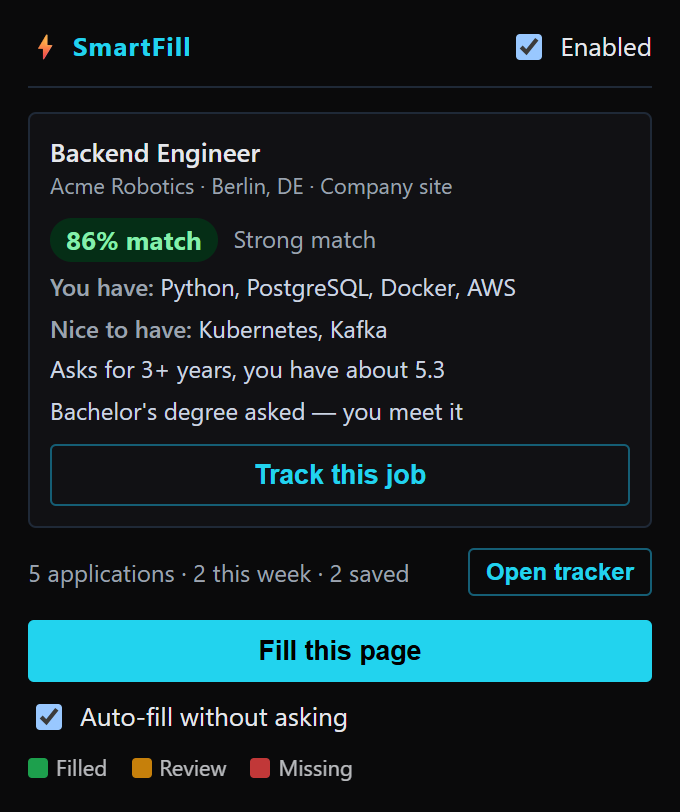 SmartFill
Enabled
Backend Engineer
Acme Robotics · Berlin, DE · Company site
86% match
Strong match
You have: Python, PostgreSQL, Docker, AWS
Nice to have: Kubernetes, Kafka
Asks for 3+ years, you have about 5.3
Bachelor's degree asked — you meet it
Track this job
5 applications · 2 this week · 2 saved
Open tracker
Fill this page
Auto-fill without asking
Filled
Review
Missing